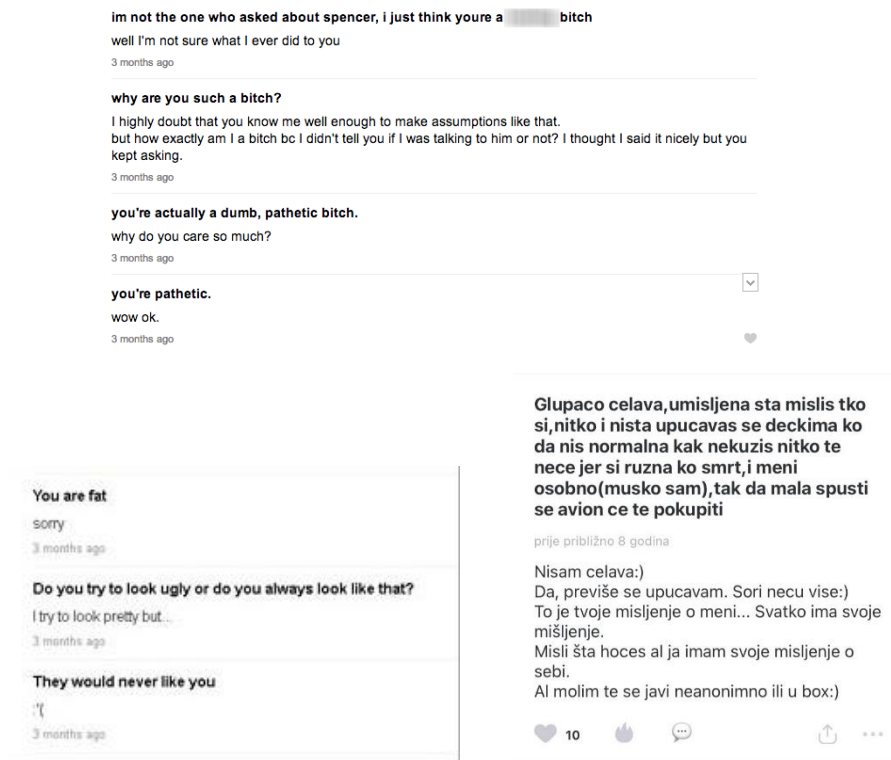 im not the one who asked about spencer, i just think youre a bitch
well I'm not sure what I ever did to you
3 months ago
why are you such a bitch?
I highly doubt that you know me well enough to make assumptions like that.
but how exactly am I a bitch bc I didn't tell you if I was talking to him or not? I thought I said it nicely but you
kept asking.
3 months ago
you're actually a dumb, pathetic bitch.
why do you care so much?
3 months ago
you're pathetic.
wow ok.
3 months ago
You are fat
sorry
3 months ago
Do you try to look ugly or do you always look like that?
I try to look pretty but...
3 months ago
They would never like you
:'(
3 months ago
Glupaco celava,umisljena sta mislis tko
si,nitko i nista upucavas se deckima ko
da nis normalna kak nekuzis nitko te
nece jer si ruzna ko smrt,i meni
osobno(musko sam),tak da mala spusti
se avion ce te pokupiti
prije približno 8 godina
Nisam celava:)
Da, previše se upucavam. Sori necu vise:)
To je tvoje misljenje o meni... Svatko ima svoje
mišljenje.
Misli šta hoces al ja imam svoje misljenje o
sebi.
Al molim te se javi neanonimno ili u box:)
10